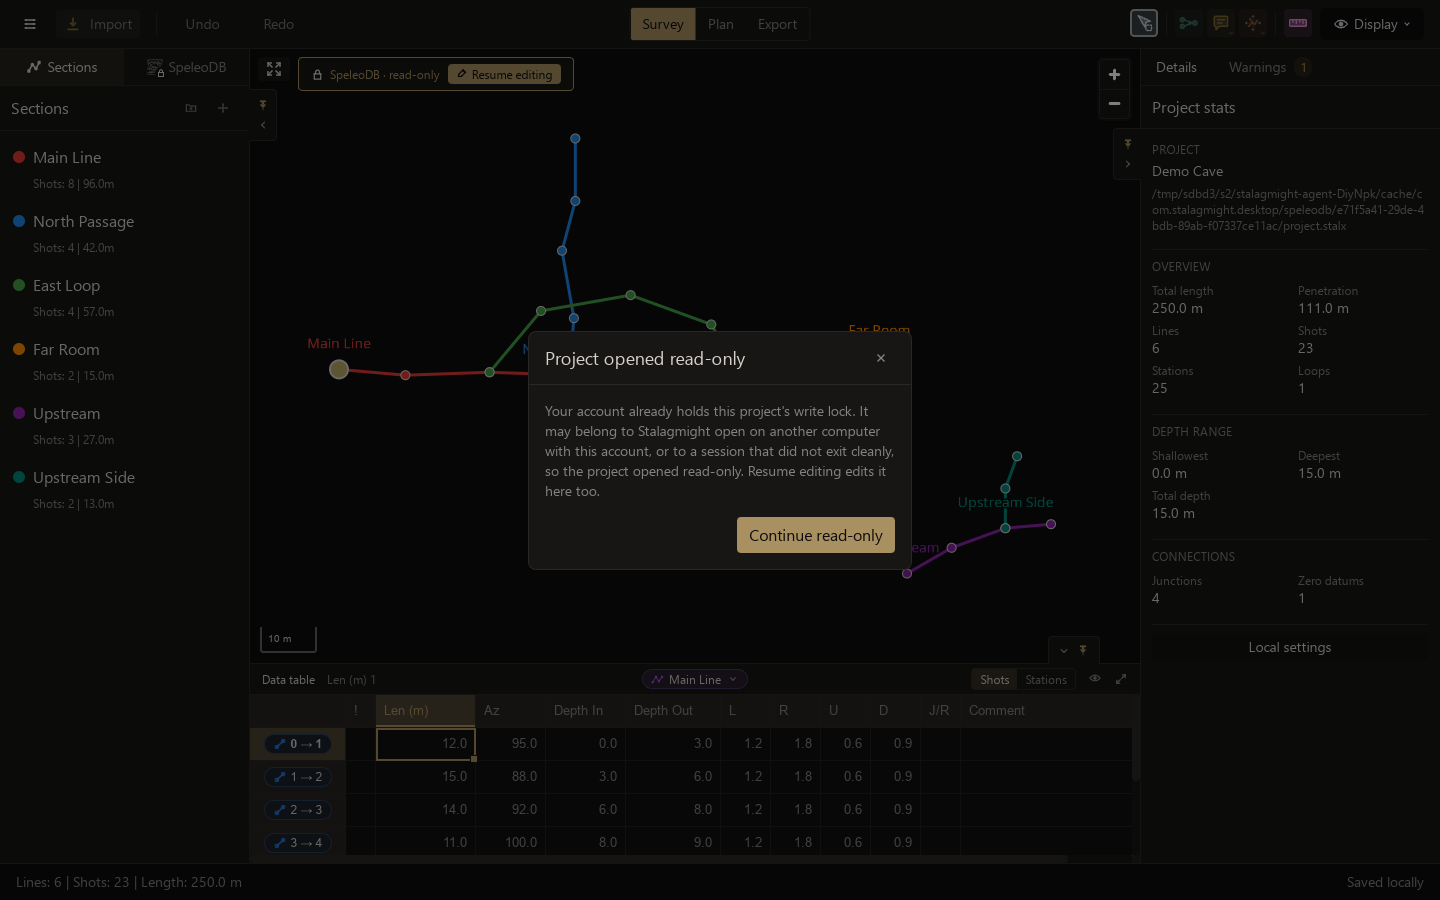 Import
Undo
Redo
Survey
Plan
Export
Display
Sections
SpeleoDB
SpeleoDB · read-only
Resume editing
Details
Warnings 1
Sections
Project stats
Main Line
Shots: 8 | 96.0m
North Passage
Shots: 4 | 42.0m
East Loop
Shots: 4 | 57.0m
Far Room
Shots: 2 | 15.0m
Upstream
Shots: 3 | 27.0m
Upstream Side
Shots: 2 | 13.0m
Main Line
N
Far Room
Upstream Side
eam
10 m
Project opened read-only
Your account already holds this project's write lock. It
may belong to Stalagmight open on another computer
with this account, or to a session that did not exit cleanly,
so the project opened read-only. Resume editing edits it
here too.
Continue read-only
PROJECT
Demo Cave
/tmp/sdbd3/s2/stalagmight-agent-DiyNpk/cache/c
om.stalagmight.desktop/speleodb/e71f5a41-29de-4
bdb-89ab-f07337ce11ac/project.stalx
OVERVIEW
Total length
Penetration
250.0 m
111.0 m
Lines
Shots
6
23
Stations
Loops
25
1
DEPTH RANGE
Shallowest
Deepest
0.0 m
15.0 m
Total depth
15.0 m
CONNECTIONS
Junctions
Zero datums
4
1
Local settings
Data table
Len (m) 1
Main Line
Shots
Stations
! Len (m) Az Depth In Depth Out L R U D J/R Comment
0→1 12.0 95.0 0.0 3.0 1.2 1.8 0.6 0.9
1→2 15.0 88.0 3.0 6.0 1.2 1.8 0.6 0.9
2→3 14.0 92.0 6.0 8.0 1.2 1.8 0.6 0.9
3→4 11.0 100.0 8.0 9.0 1.2 1.8 0.6 0.9
Lines: 6 | Shots: 23 | Length: 250.0 m
Saved locally